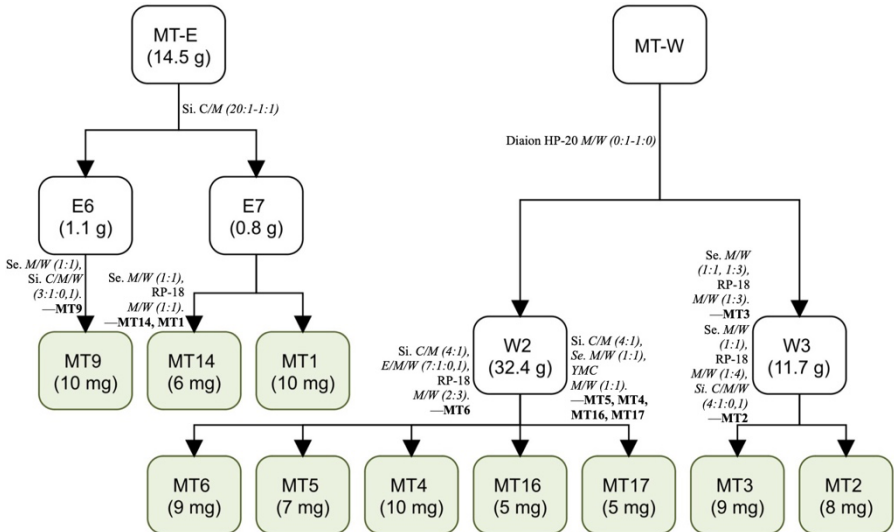 MT-E
(14.5 g)
MT-W
Si. C/M (20:1-1:1)
Diaion HP-20 M/W (0:1-1:0)
E6
(1.1 g)
E7
(0.8 g)
Se. M/W (1:1),
Si. C/M/W
(3:1:0,1).
—MT9
Se. M/W (1:1),
RP-18
M/W (1:1).
—MT14, MT1
Se. M/W
(1:1, 1:3),
RP-18
M/W (1:3).
—MT3
Se. M/W
(1:1),
RP-18
M/W (1:4),
Si. C/M/W
(4:1:0,1)
—MT2
MT9
(10 mg)
MT14
(6 mg)
MT1
(10 mg)
Si. C/M (4:1),
E/M/W (7:1:0,1),
RP-18
M/W (2:3).
—MT6
W2
(32.4 g)
Si. C/M (4:1),
Se. M/W (1:1),
YMC
M/W (1:1).
—MT5, MT4,
MT16, MT17
W3
(11.7 g)
MT6
(9 mg)
MT5
(7 mg)
MT4
(10 mg)
MT16
(5 mg)
MT17
(5 mg)
MT3
(9 mg)
MT2
(8 mg)